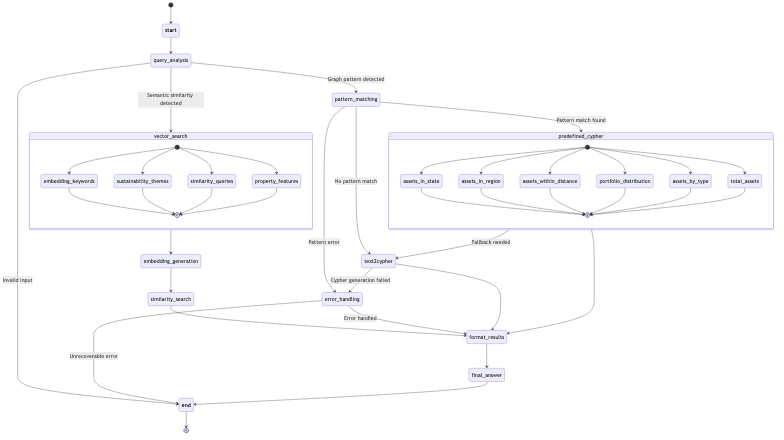 start
query_analysis
Graph pattern detected
Semantic similarity
detected
pattern_matching
Pattern match found
vector_search
predefined_cypher
embedding_keywords
sustainability_themes
similarity_queries
property_features
No pattern match
assets_in_state
assets_in_region
assets_within_distance
portfolio_distribution
assets_by_type
total_assets
Pattern error
Fallback needed
embedding_generation
text2cypher
Invalid input
Cypher generation failed
similarity_search
error_handling
Error handled
format_results
Unrecoverable error
final_answer
end